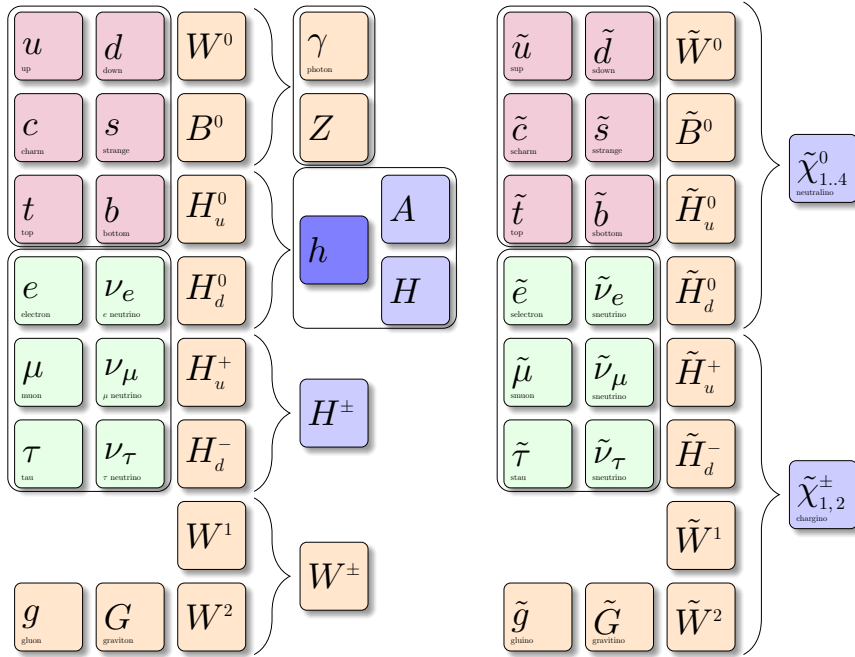 u d W⁰ γ ũ d̃ W̃⁰
up down photon sup sdown
c s B⁰ Z c̃ s̃ B̃⁰ χ̃⁰₁..₄
charm strange scharm sstrange neutralino
t b H⁰ᵤ A t̃ b̃ H̃⁰ᵤ
top bottom top sbottom
h
e νₑ H⁰_d H ẽ ν̃ₑ H̃⁰_d
electron e neutrino selectron sneutrino
μ ν_μ H⁺ᵤ H^± μ̃ ν̃_μ H̃⁺ᵤ
muon μ neutrino smuon sneutrino
τ ν_τ H⁻_d τ̃ ν̃_τ H̃⁻_d χ̃^±₁,₂
tau τ neutrino stau sneutrino chargino
W¹ W^± W̃¹
g G W² g̃ G̃ W̃²
gluon graviton gluino gravitino